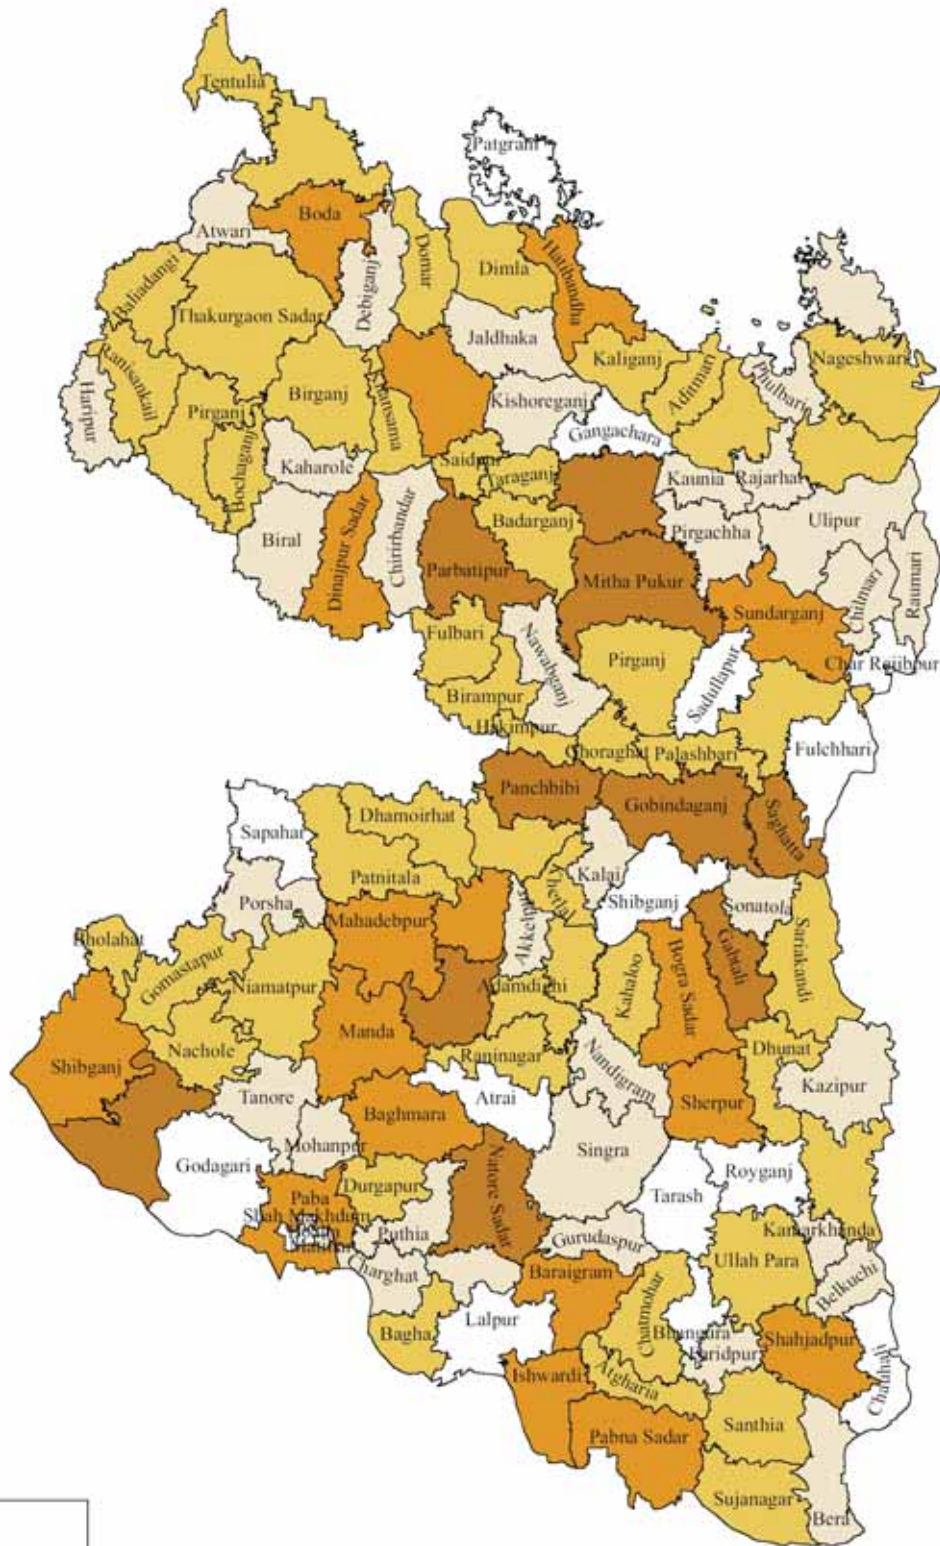 Tentulia
Patgram
Boda
Atwari
Domar
Dimla
Hatibandha
Debiganj
Baliadangi
Thakurgaon Sadar
Jaldhaka
Kaliganj
Nageshwari
Aditmari
Phulbari
Ranisankail
Haripur
Birganj
Khansama
Kishoreganj
Pirganj
Gangachara
Bochaganj
Kaharole
Saidpur
Taraganj
Kaunia
Rajarhat
Dinajpur Sadar
Chirirbandar
Badarganj
Ulipur
Biral
Pirgachha
Parbatipur
Mitha Pukur
Chilmari
Raumari
Sundarganj
Fulbari
Nawabganj
Pirganj
Sadullapur
Char Rajibpur
Birampur
Hakimpur
Ghoraghat
Palashbari
Fulchhari
Panchbibi
Gobindaganj
Saghatta
Dhamoirhat
Sapahar
Patnitala
Khetlal
Kalai
Porsha
Mahadebpur
Akkelpur
Shibganj
Sonatola
Bholahat
Gomastapur
Gabtali
Sariakandi
Niamatpur
Adamdighi
Kahaloo
Bogra Sadar
Manda
Nachole
Raninagar
Dhunat
Shibganj
Nandigram
Kazipur
Tanore
Atrai
Baghmara
Sherpur
Mohanpur
Singra
Godagari
Natore Sadar
Royganj
Durgapur
Tarash
Paba
Shah Makhdum
Puthia
Gurudaspur
Kamarkhanda
Charghat
Ullah Para
Baraigram
Belkuchi
Chatmohar
Lalpur
Bagha
Bhangura
Faridpur
Shahjadpur
Chauhali
Ishwardi
Atgharia
Santhia
Pabna Sadar
Sujanagar
Bera